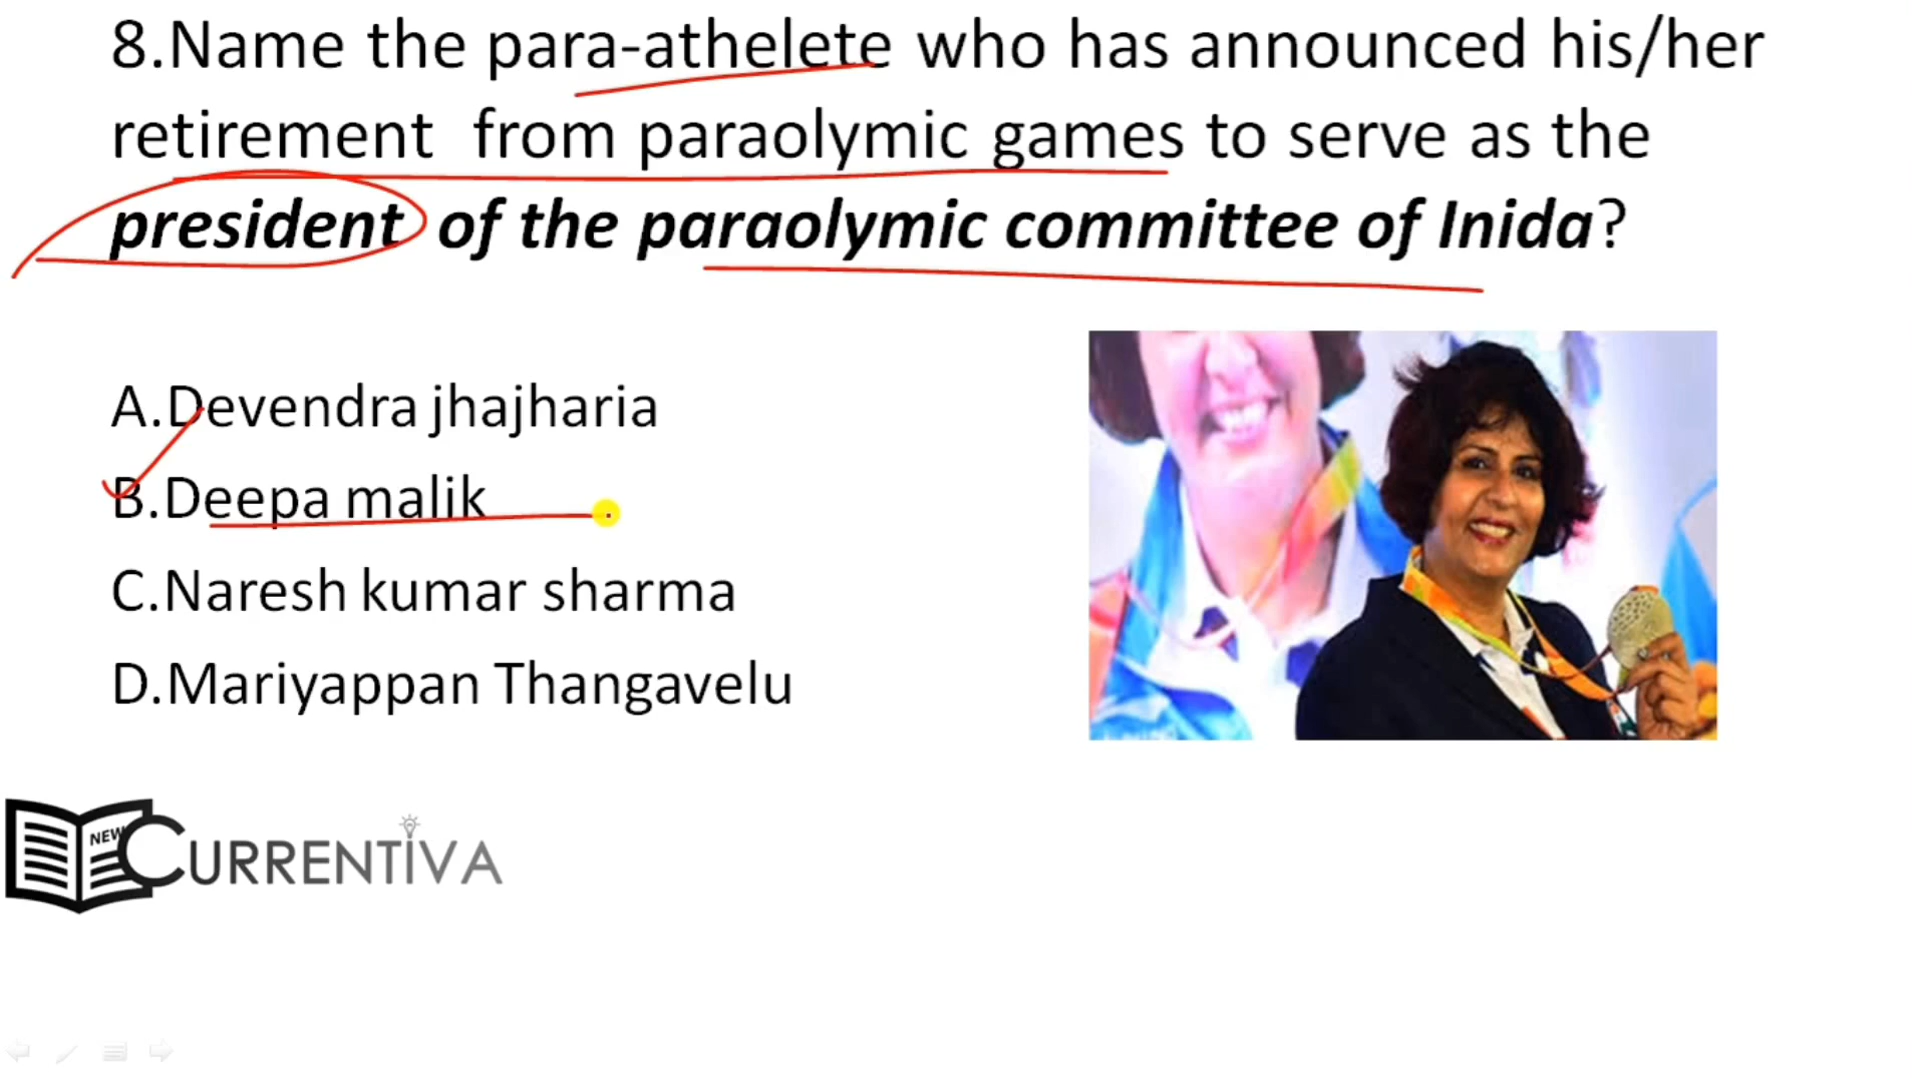 8.Name the para-athelete who has announced his/her
retirement from paraolymic games to serve as the
president of the paraolymic committee of Inida?
A.Devendra jhajharia
B.Deepa malik
C.Naresh kumar sharma
D.Mariyappan Thangavelu
NEW
CURRENTIVA